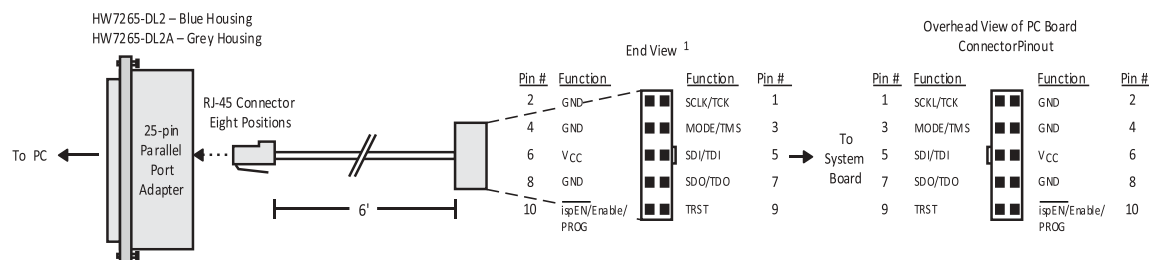 HW7265-DL2 – Blue Housing
HW7265-DL2A – Grey Housing
Overhead View of PC Board
ConnectorPinout
End View 1
Pin # Function Function Pin # Pin # Function Function Pin #
RJ-45 Connector
Eight Positions
25-pin
Parallel
Port
Adapter
To PC
6'
2 GND SCLK/TCK 1
4 GND MODE/TMS 3
6 VCC SDI/TDI 5
8 GND SDO/TDO 7
10 ispEN/Enable/ TRST 9
PROG
To
System
Board
1 SCKL/TCK GND 2
3 MODE/TMS GND 4
5 SDI/TDI VCC 6
7 SDO/TDO GND 8
9 TRST ispEN/Enable/ 10
PROG